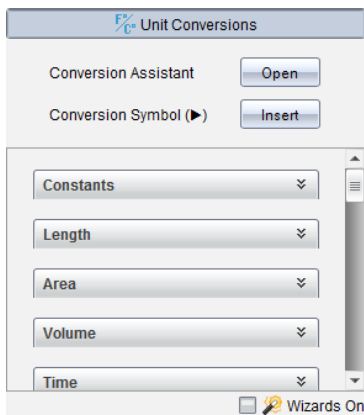 F°/C° Unit Conversions
Conversion Assistant Open
Conversion Symbol (▶) Insert
Constants
Length
Area
Volume
Time
Wizards On